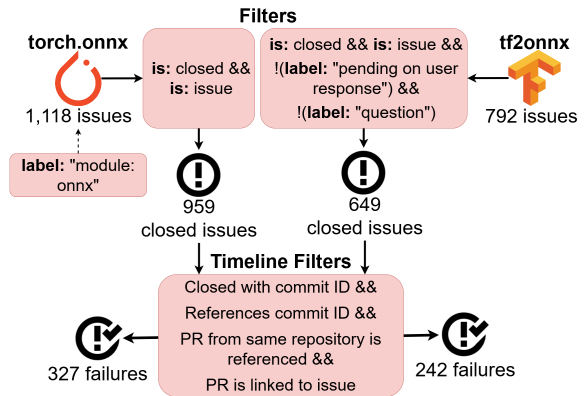 Filters
torch.onnx
1,118 issues
label: "module:
onnx"
is: closed &&
is: issue
is: closed && is: issue &&
!(label: "pending on user
response") &&
!(label: "question")
tf2onnx
792 issues
959
closed issues
649
closed issues
Timeline Filters
Closed with commit ID &&
References commit ID &&
PR from same repository is
referenced &&
PR is linked to issue
327 failures
242 failures